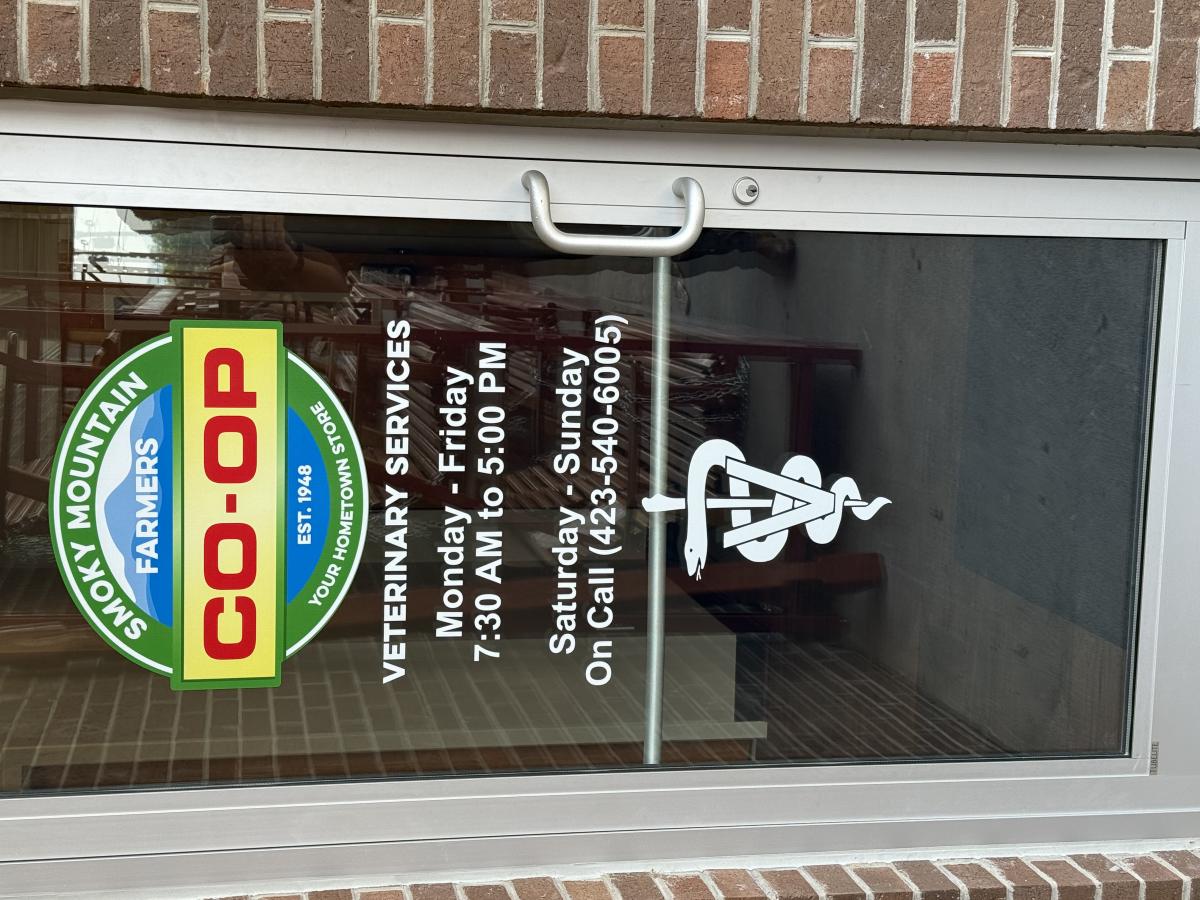 SMOKY MOUNTAIN
FARMERS
CO-OP
EST. 1948
YOUR HOMETOWN STORE
VETERINARY SERVICES
Monday - Friday
7:30 AM to 5:00 PM
Saturday - Sunday
On Call (423-540-6005)
V
TUBELITE